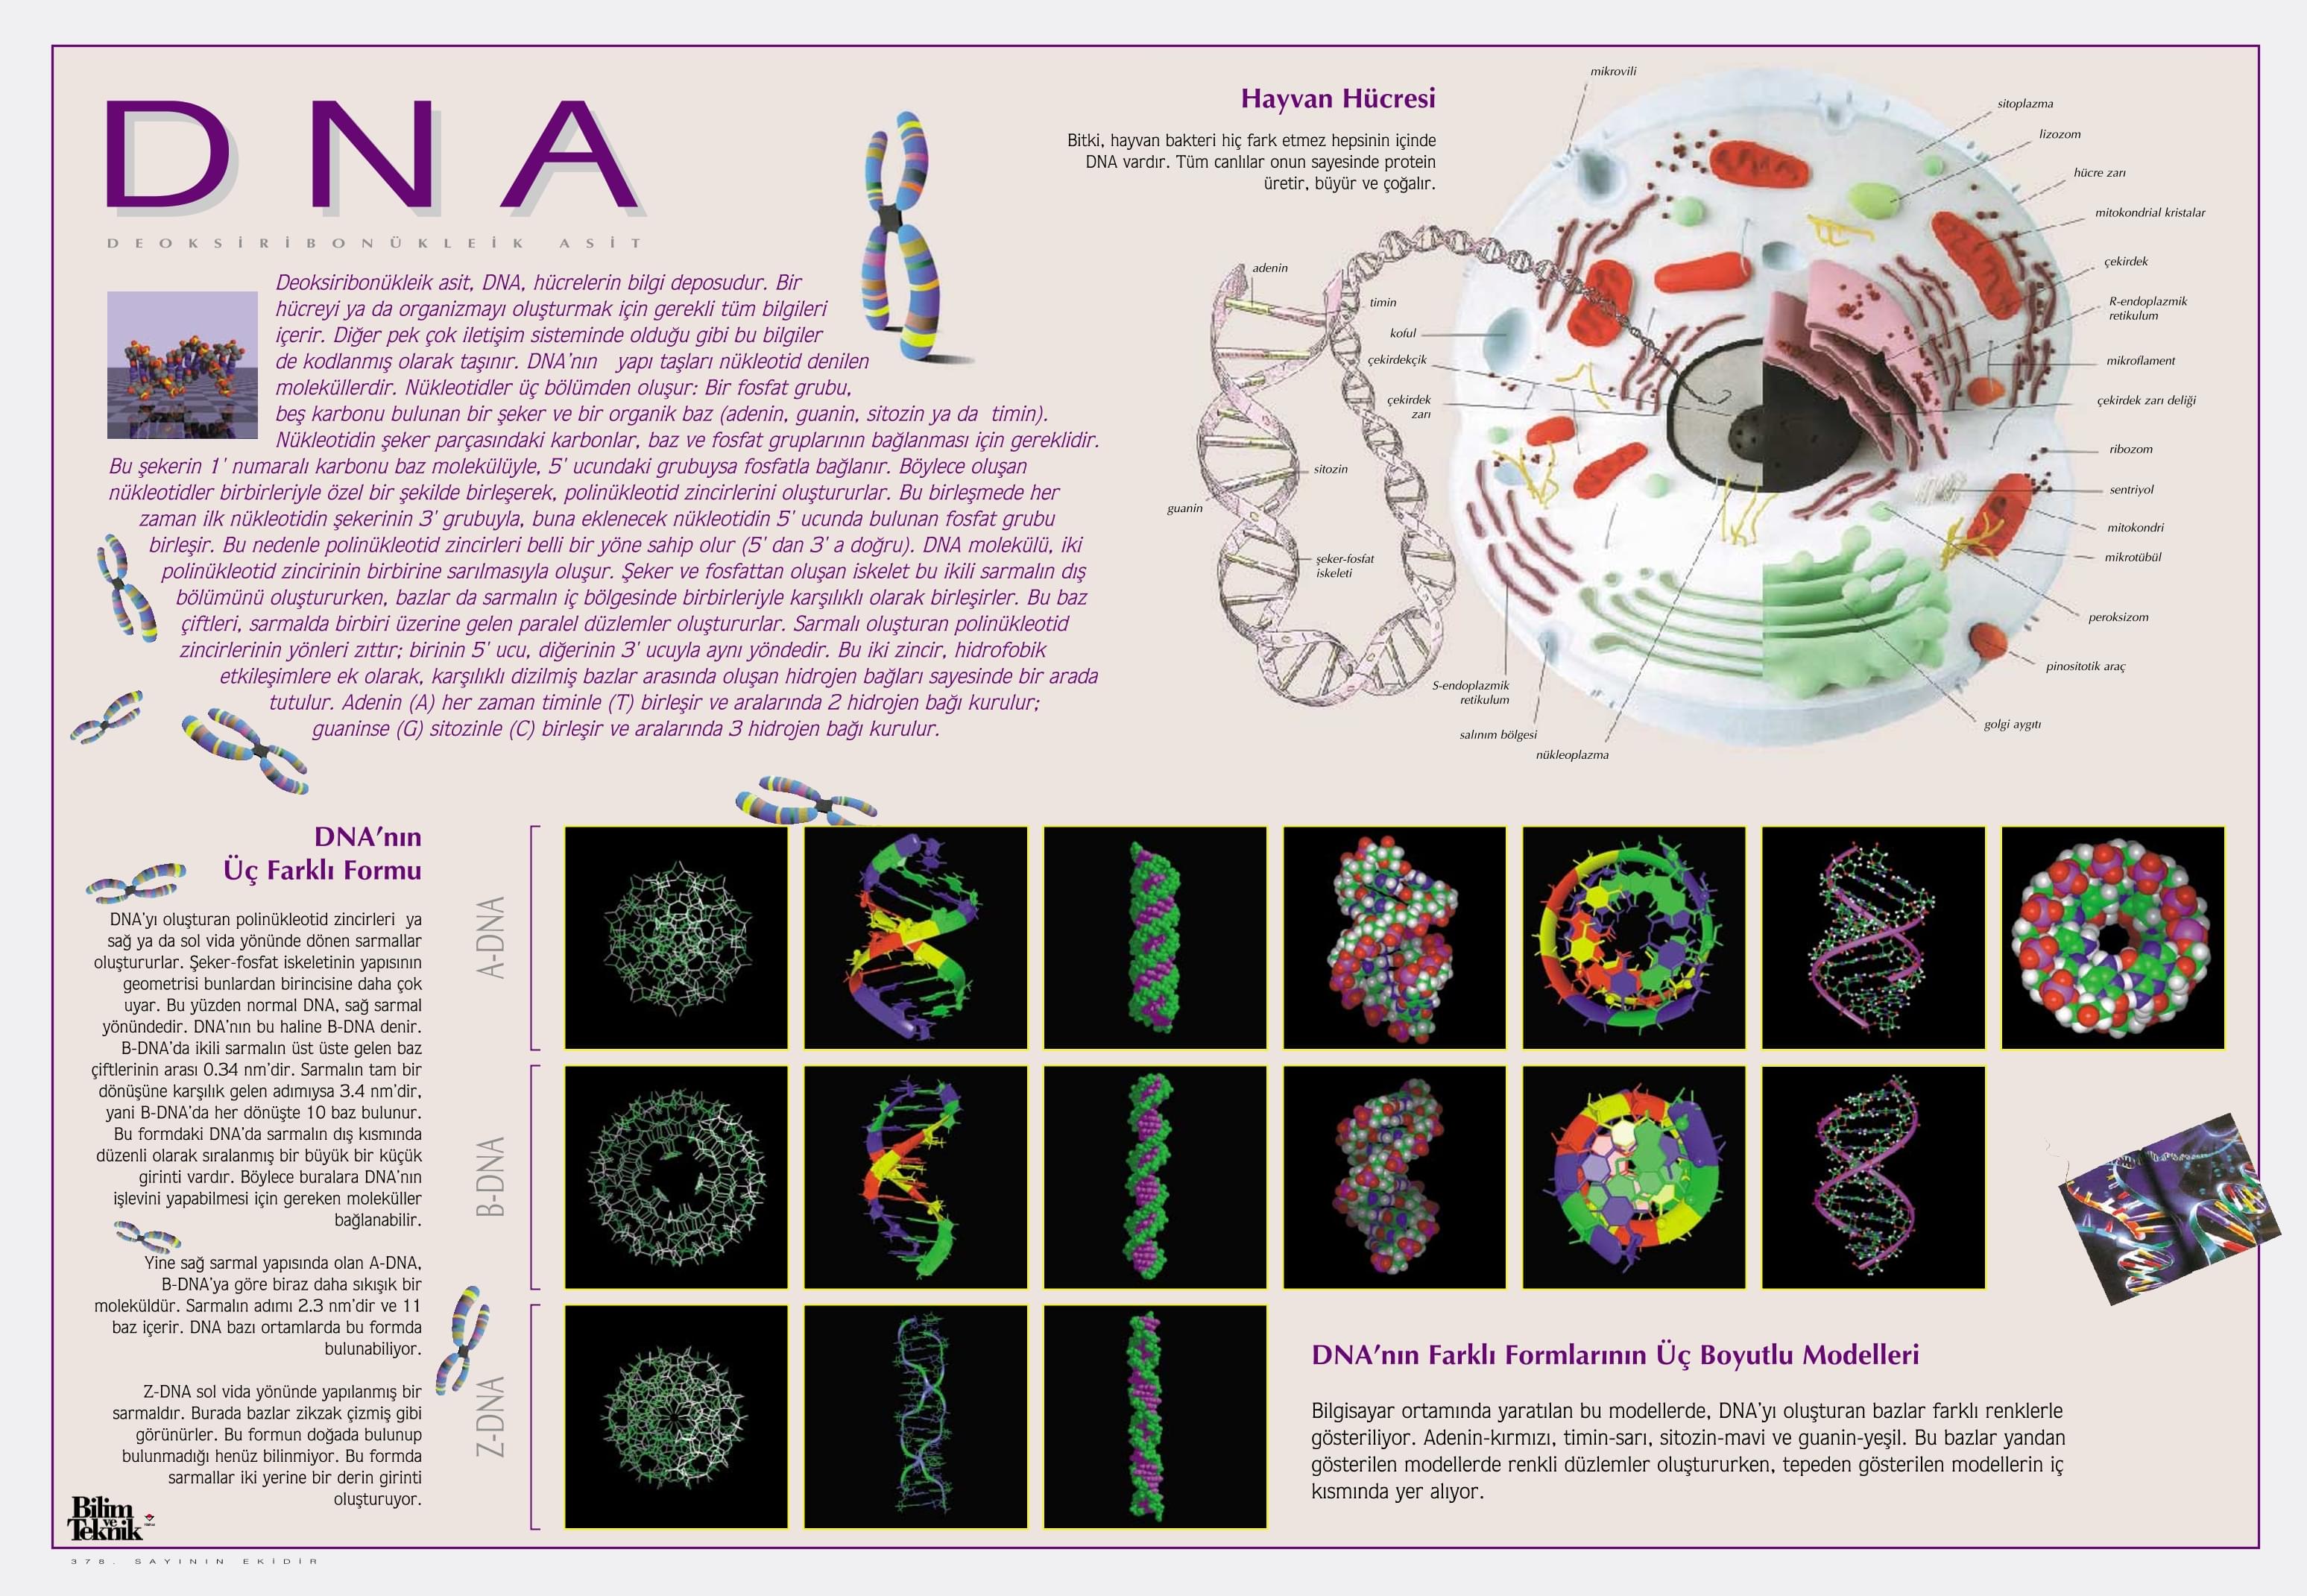 DNA
DEOKSİRİBONÜKLEİK ASİT
Deoksiribonükleik asit, DNA, hücrelerin bilgi deposudur. Bir
hücreyi ya da organizmayı oluşturmak için gerekli tüm bilgileri
içerir. Diğer pek çok iletişim sisteminde olduğu gibi bu bilgiler
de kodlanmış olarak taşınır. DNA'nın yapı taşları nükleotid denilen
moleküllerdir. Nükleotidler üç bölümden oluşur: Bir fosfat grubu,
beş karbonu bulunan bir şeker ve bir organik baz (adenin, guanin, sitozin ya da timin).
Nükleotidin şeker parçasındaki karbonlar, baz ve fosfat gruplarının bağlanması için gereklidir.
Bu şekerin 1' numaralı karbonu baz molekülüyle, 5' ucundaki grubuysa fosfatla bağlanır. Böylece oluşan
nükleotidler birbirleriyle özel bir şekilde birleşerek, polinükleotid zincirlerini oluştururlar. Bu birleşmede her
zaman ilk nükleotidin şekerinin 3' grubuyla, buna eklenecek nükleotidin 5' ucunda bulunan fosfat grubu
birleşir. Bu nedenle polinükleotid zincirleri belli bir yöne sahip olur (5' dan 3' a doğru). DNA molekülü, iki
polinükleotid zincirinin birbirine sarılmasıyla oluşur. Şeker ve fosfattan oluşan iskelet bu ikili sarmalın dış
bölümünü oluştururken, bazlar da sarmalın iç bölgesinde birbirleriyle karşılıklı olarak birleşirler. Bu baz
çiftleri, sarmalda birbiri üzerine gelen paralel düzlemler oluştururlar. Sarmalı oluşturan polinükleotid
zincirlerinin yönleri zıttır; birinin 5' ucu, diğerinin 3' ucuyla aynı yöndedir. Bu iki zincir, hidrofobik
etkileşimlere ek olarak, karşılıklı dizilmiş bazlar arasında oluşan hidrojen bağları sayesinde bir arada
tutulur. Adenin (A) her zaman timinle (T) birleşir ve aralarında 2 hidrojen bağı kurulur;
guaninse (G) sitozinle (C) birleşir ve aralarında 3 hidrojen bağı kurulur.
Hayvan Hücresi
Bitki, hayvan bakteri hiç fark etmez hepsinin içinde
DNA vardır. Tüm canlılar onun sayesinde protein
üretir, büyür ve çoğalır.
mikrovili
sitoplazma
lizozom
hücre zarı
mitokondrial kristalar
çekirdek
R-endoplazmik
retikulum
mikroflament
çekirdek zarı deliği
ribozom
sentriyol
mitokondri
mikrotübül
peroksizom
pinositotik araç
golgi aygıtı
adenin
timin
koful
çekirdekçik
çekirdek
zarı
sitozin
guanin
şeker-fosfat
iskeleti
S-endoplazmik
retikulum
salınım bölgesi
nükleoplazma
DNA'nın
Üç Farklı Formu
DNA'yı oluşturan polinükleotid zincirleri ya
sağ ya da sol vida yönünde dönen sarmallar
oluştururlar. Şeker-fosfat iskeletinin yapısının
geometrisi bunlardan birincisine daha çok
uyar. Bu yüzden normal DNA, sağ sarmal
yönündedir. DNA'nın bu haline B-DNA denir.
B-DNA'da ikili sarmalın üst üste gelen baz
çiftlerinin arası 0.34 nm'dir. Sarmalın tam bir
dönüşüne karşılık gelen adımıysa 3.4 nm'dir,
yani B-DNA'da her dönüşte 10 baz bulunur.
Bu formdaki DNA'da sarmalın dış kısmında
düzenli olarak sıralanmış bir büyük bir küçük
girinti vardır. Böylece buralara DNA'nın
işlevini yapabilmesi için gereken moleküller
bağlanabilir.
Yine sağ sarmal yapısında olan A-DNA,
B-DNA'ya göre biraz daha sıkışık bir
moleküldür. Sarmalın adımı 2.3 nm'dir ve 11
baz içerir. DNA bazı ortamlarda bu formda
bulunabiliyor.
Z-DNA sol vida yönünde yapılanmış bir
sarmaldır. Burada bazlar zikzak çizmiş gibi
görünürler. Bu formun doğada bulunup
bulunmadığı henüz bilinmiyor. Bu formda
sarmallar iki yerine bir derin girinti
oluşturuyor.
A-DNA
B-DNA
Z-DNA
DNA'nın Farklı Formlarının Üç Boyutlu Modelleri
Bilgisayar ortamında yaratılan bu modellerde, DNA'yı oluşturan bazlar farklı renklerle
gösteriliyor. Adenin-kırmızı, timin-sarı, sitozin-mavi ve guanin-yeşil. Bu bazlar yandan
gösterilen modellerde renkli düzlemler oluştururken, tepeden gösterilen modellerin iç
kısmında yer alıyor.
Bilim
ve
Teknik
378. SAYININ EKİDİR